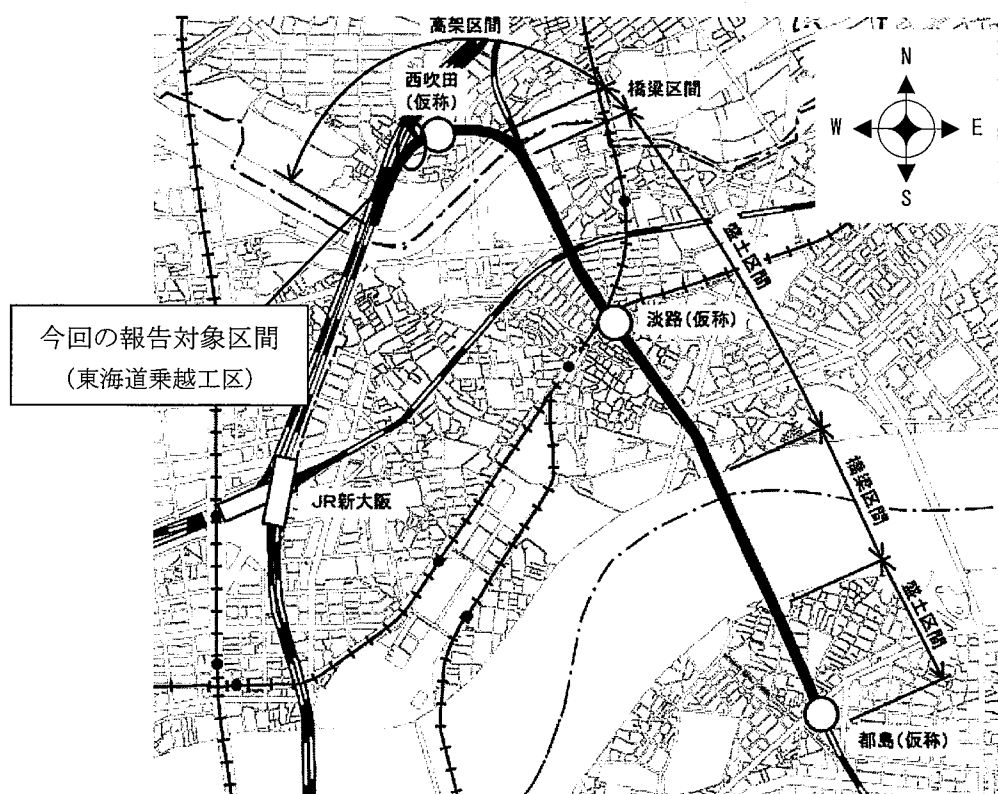 高架区間
西吹田
(仮称)
橋梁区間
N
W
E
S
盛土区間
今回の報告対象区間
(東海道乗越工区)
淡路(仮称)
橋梁区間
JR新大阪
盛土区間
都島(仮称)